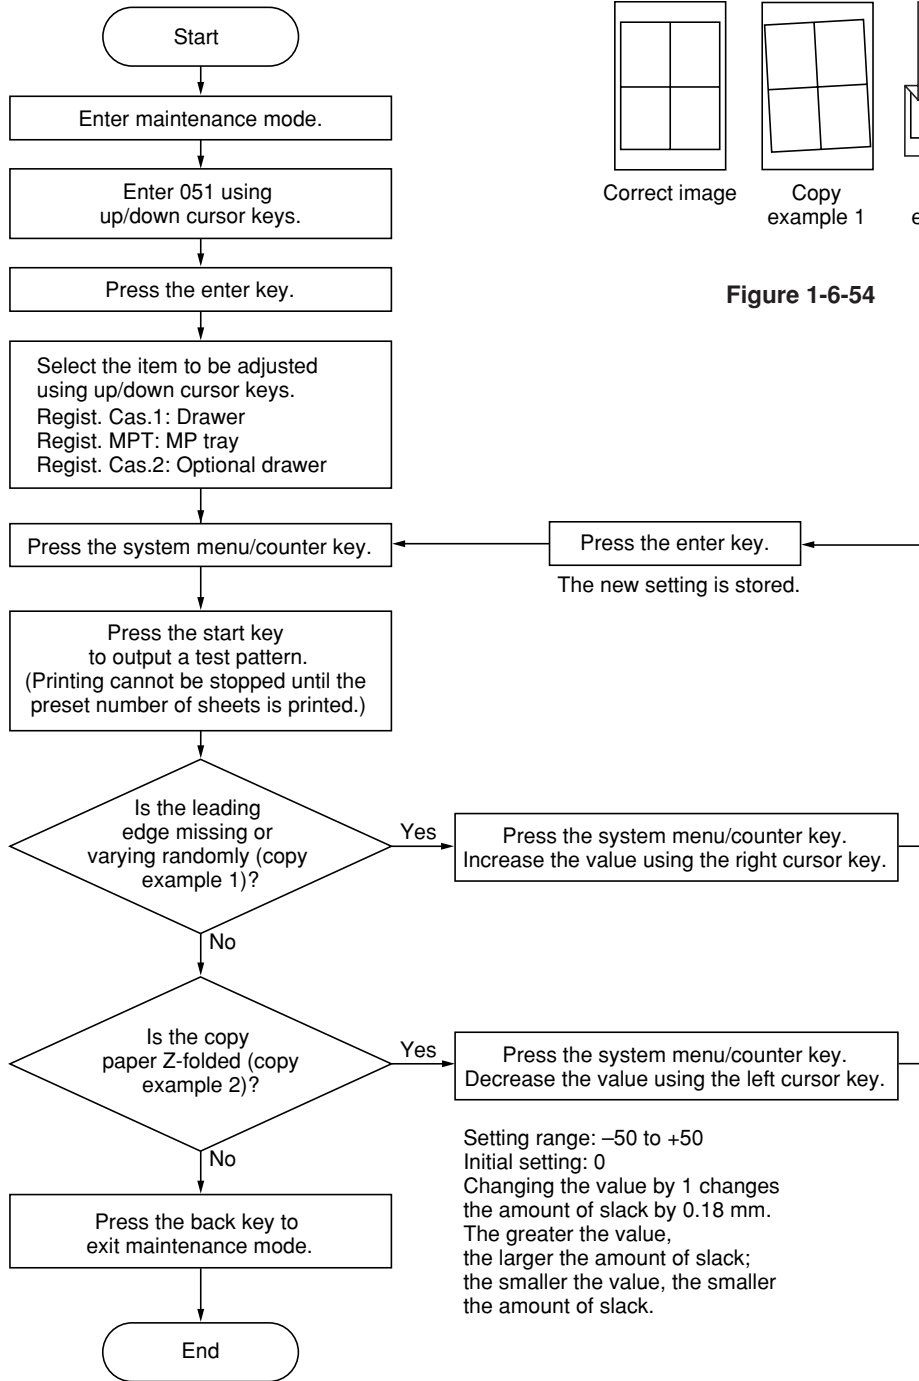 Start
Enter maintenance mode.
Enter 051 using
up/down cursor keys.
Press the enter key.
Select the item to be adjusted
using up/down cursor keys.
Regist. Cas.1: Drawer
Regist. MPT: MP tray
Regist. Cas.2: Optional drawer
Press the system menu/counter key.
Press the start key
to output a test pattern.
(Printing cannot be stopped until the
preset number of sheets is printed.)
Is the leading
edge missing or
varying randomly (copy
example 1)?
Yes
Press the system menu/counter key.
Increase the value using the right cursor key.
No
Is the copy
paper Z-folded (copy
example 2)?
Yes
Press the system menu/counter key.
Decrease the value using the left cursor key.
Setting range: –50 to +50
Initial setting: 0
Changing the value by 1 changes
the amount of slack by 0.18 mm.
The greater the value,
the larger the amount of slack;
the smaller the value, the smaller
the amount of slack.
No
Press the back key to
exit maintenance mode.
End
Press the enter key.
The new setting is stored.
Correct image
Copy
example 1
Figure 1-6-54